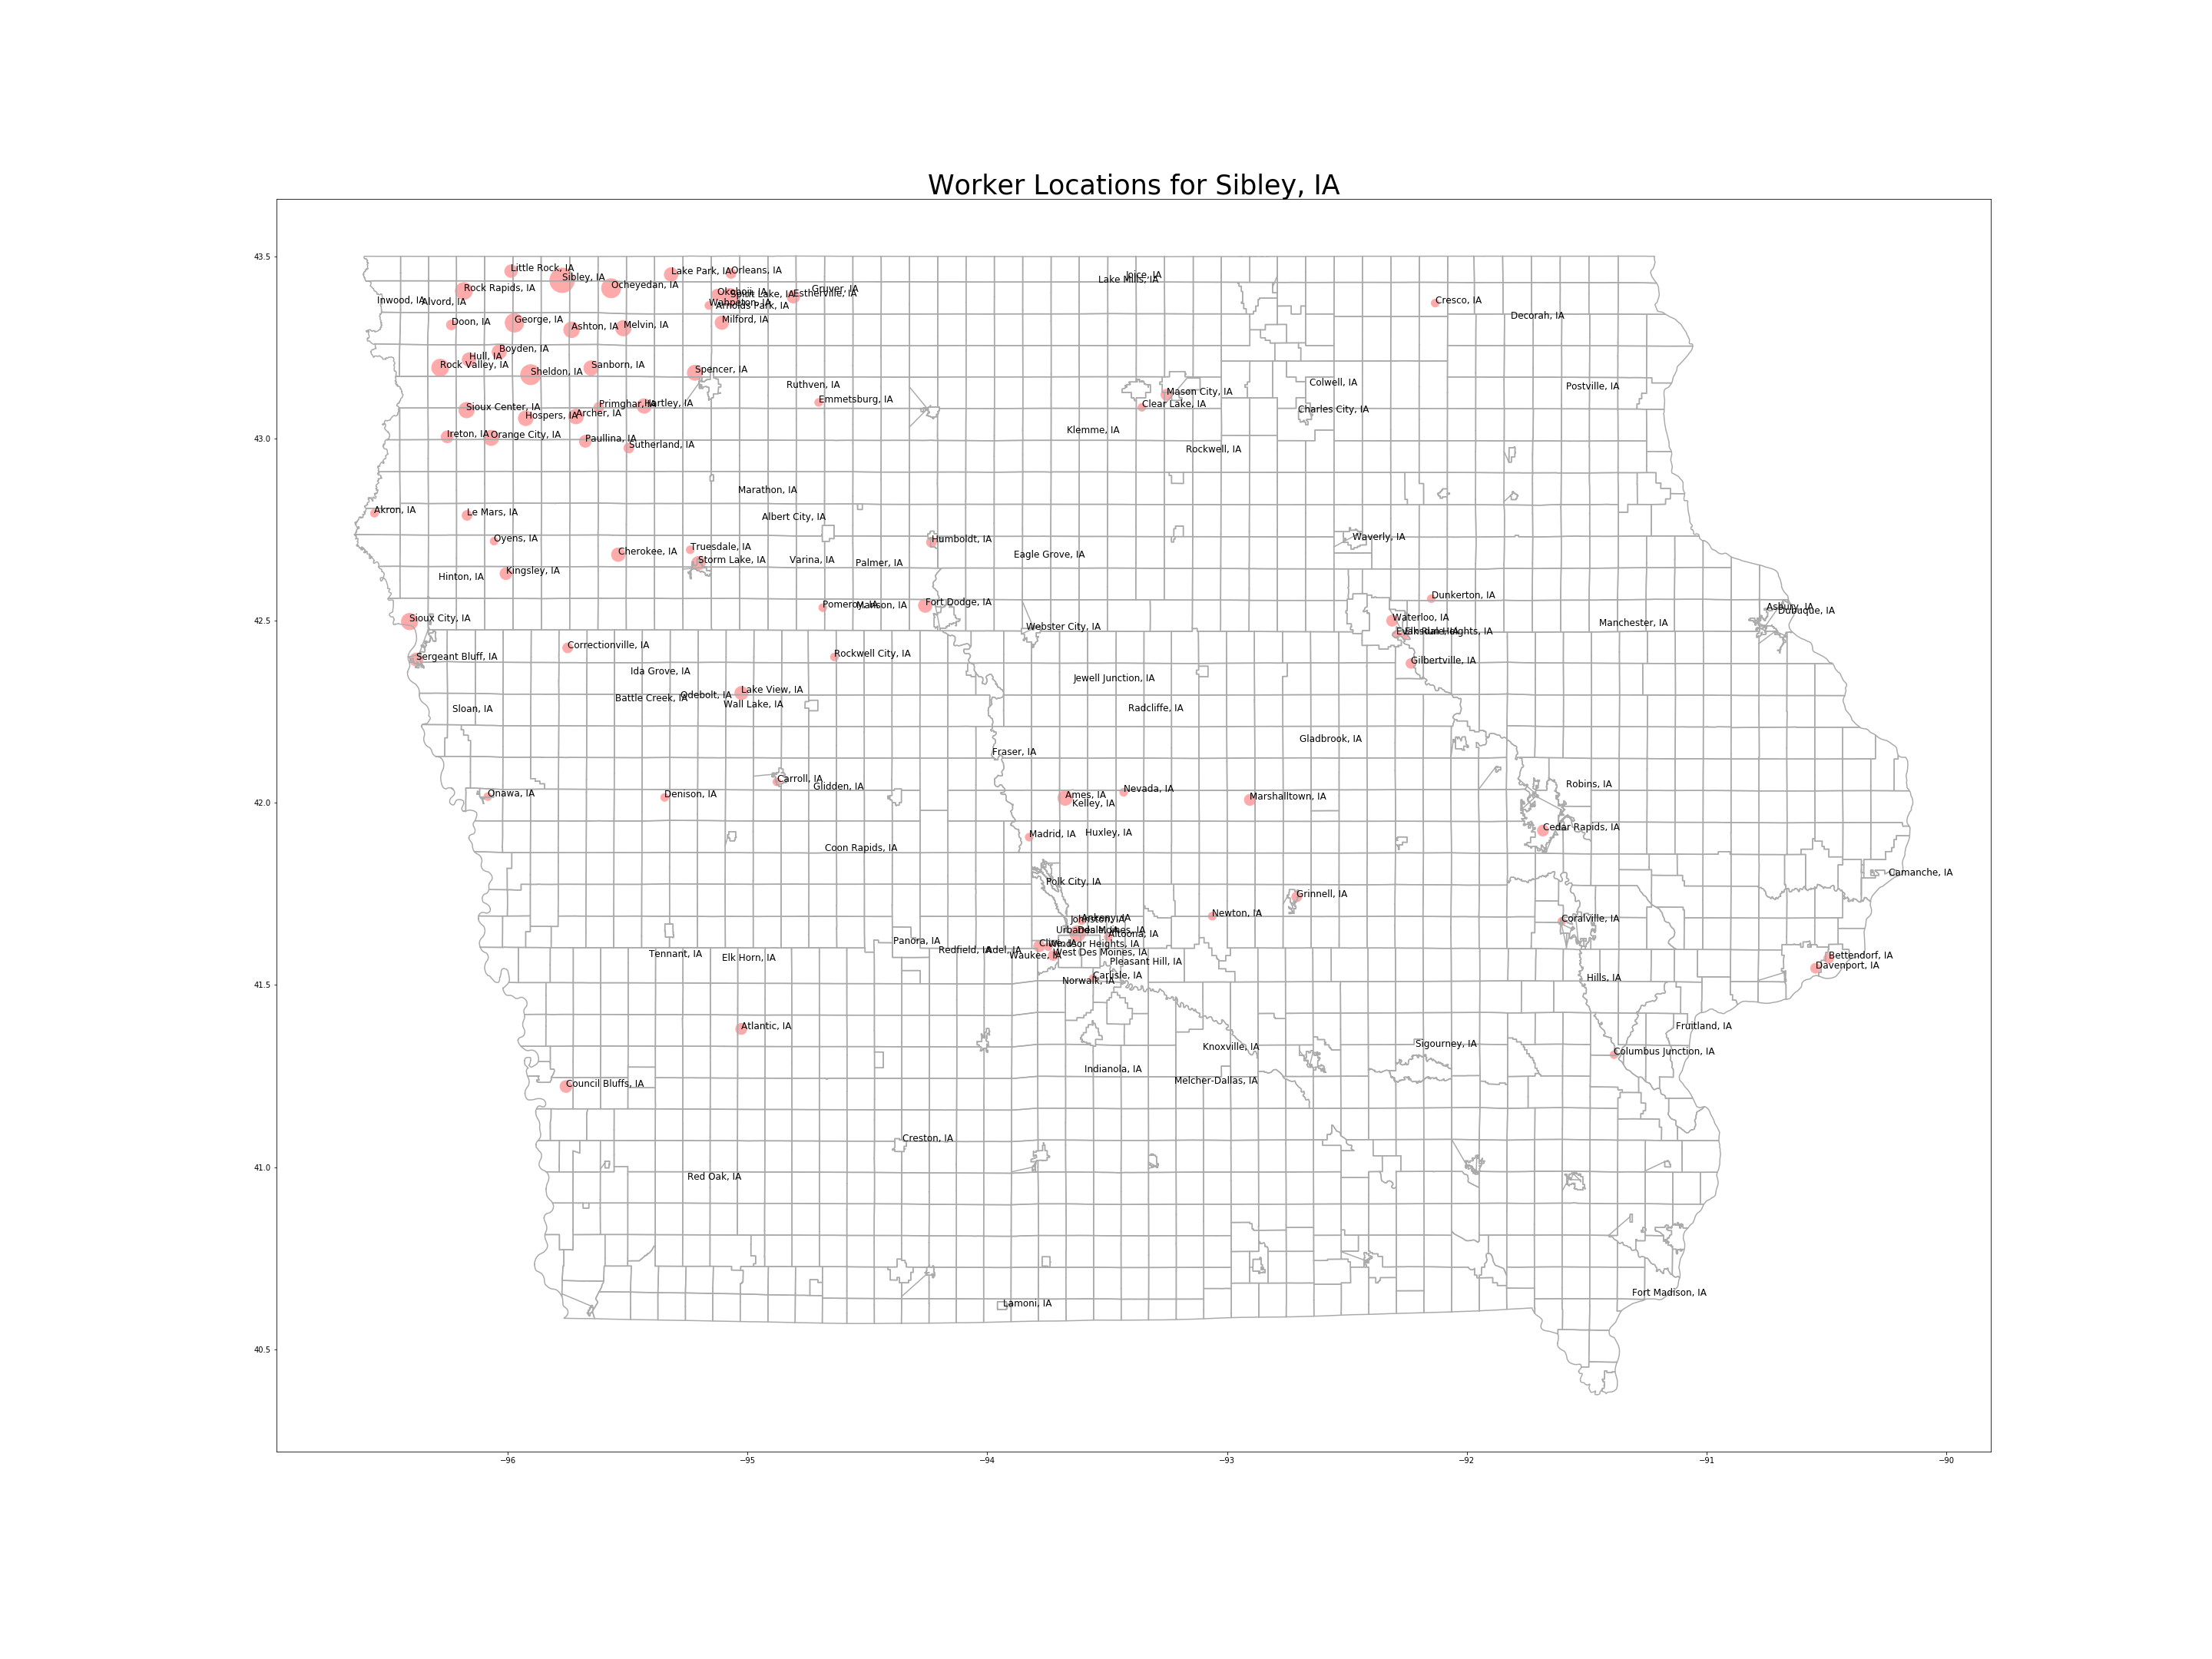 Worker Locations for Sibley, IA
43.5
Little Rock, IA
Sibley, IA
Lake Park, IA
Orleans, IA
Joice, IA
Lake Mills, IA
Ocheyedan, IA
Rock Rapids, IA
Okoboji, IA
Spirit Lake, IA
Estherville, IA
Gruver, IA
Inwood, IA
Alvord, IA
Wahpeton, IA
Arnolds Park, IA
Cresco, IA
Decorah, IA
Doon, IA
George, IA
Ashton, IA
Melvin, IA
Milford, IA
Boyden, IA
Hull, IA
Rock Valley, IA
Sheldon, IA
Sanborn, IA
Spencer, IA
Ruthven, IA
Emmetsburg, IA
Mason City, IA
Clear Lake, IA
Colwell, IA
Charles City, IA
Postville, IA
Sioux Center, IA
Hospers, IA
Archer, IA
Primghar, IA
Hartley, IA
Klemme, IA
Rockwell, IA
43.0
Ireton, IA
Orange City, IA
Paullina, IA
Sutherland, IA
Marathon, IA
Albert City, IA
Akron, IA
Le Mars, IA
Oyens, IA
Cherokee, IA
Truesdale, IA
Storm Lake, IA
Varina, IA
Palmer, IA
Humboldt, IA
Eagle Grove, IA
Waverly, IA
Hinton, IA
Kingsley, IA
Pomeroy, IA
Manson, IA
Fort Dodge, IA
Dunkerton, IA
Asbury, IA
Dubuque, IA
42.5
Sioux City, IA
Webster City, IA
Waterloo, IA
Evansdale, IA
Elk Run Heights, IA
Manchester, IA
Sergeant Bluff, IA
Correctionville, IA
Rockwell City, IA
Gilbertville, IA
Ida Grove, IA
Jewell Junction, IA
Battle Creek, IA
Odebolt, IA
Lake View, IA
Wall Lake, IA
Sloan, IA
Radcliffe, IA
Gladbrook, IA
Fraser, IA
42.0
Onawa, IA
Denison, IA
Carroll, IA
Glidden, IA
Ames, IA
Kelley, IA
Nevada, IA
Marshalltown, IA
Robins, IA
Madrid, IA
Huxley, IA
Cedar Rapids, IA
Coon Rapids, IA
Polk City, IA
Camanche, IA
Grinnell, IA
Newton, IA
Coralville, IA
Johnston, IA
Ankeny, IA
Urbandale, IA
Des Moines, IA
Altoona, IA
Panora, IA
Redfield, IA
Adel, IA
Clive, IA
Windsor Heights, IA
Waukee, IA
West Des Moines, IA
Pleasant Hill, IA
Tennant, IA
Elk Horn, IA
Bettendorf, IA
Davenport, IA
41.5
Carlisle, IA
Norwalk, IA
Hills, IA
Atlantic, IA
Fruitland, IA
Knoxville, IA
Sigourney, IA
Columbus Junction, IA
Indianola, IA
Melcher-Dallas, IA
Council Bluffs, IA
Creston, IA
41.0
Red Oak, IA
Lamoni, IA
Fort Madison, IA
40.5
−96 −95 −94 −93 −92 −91 −90